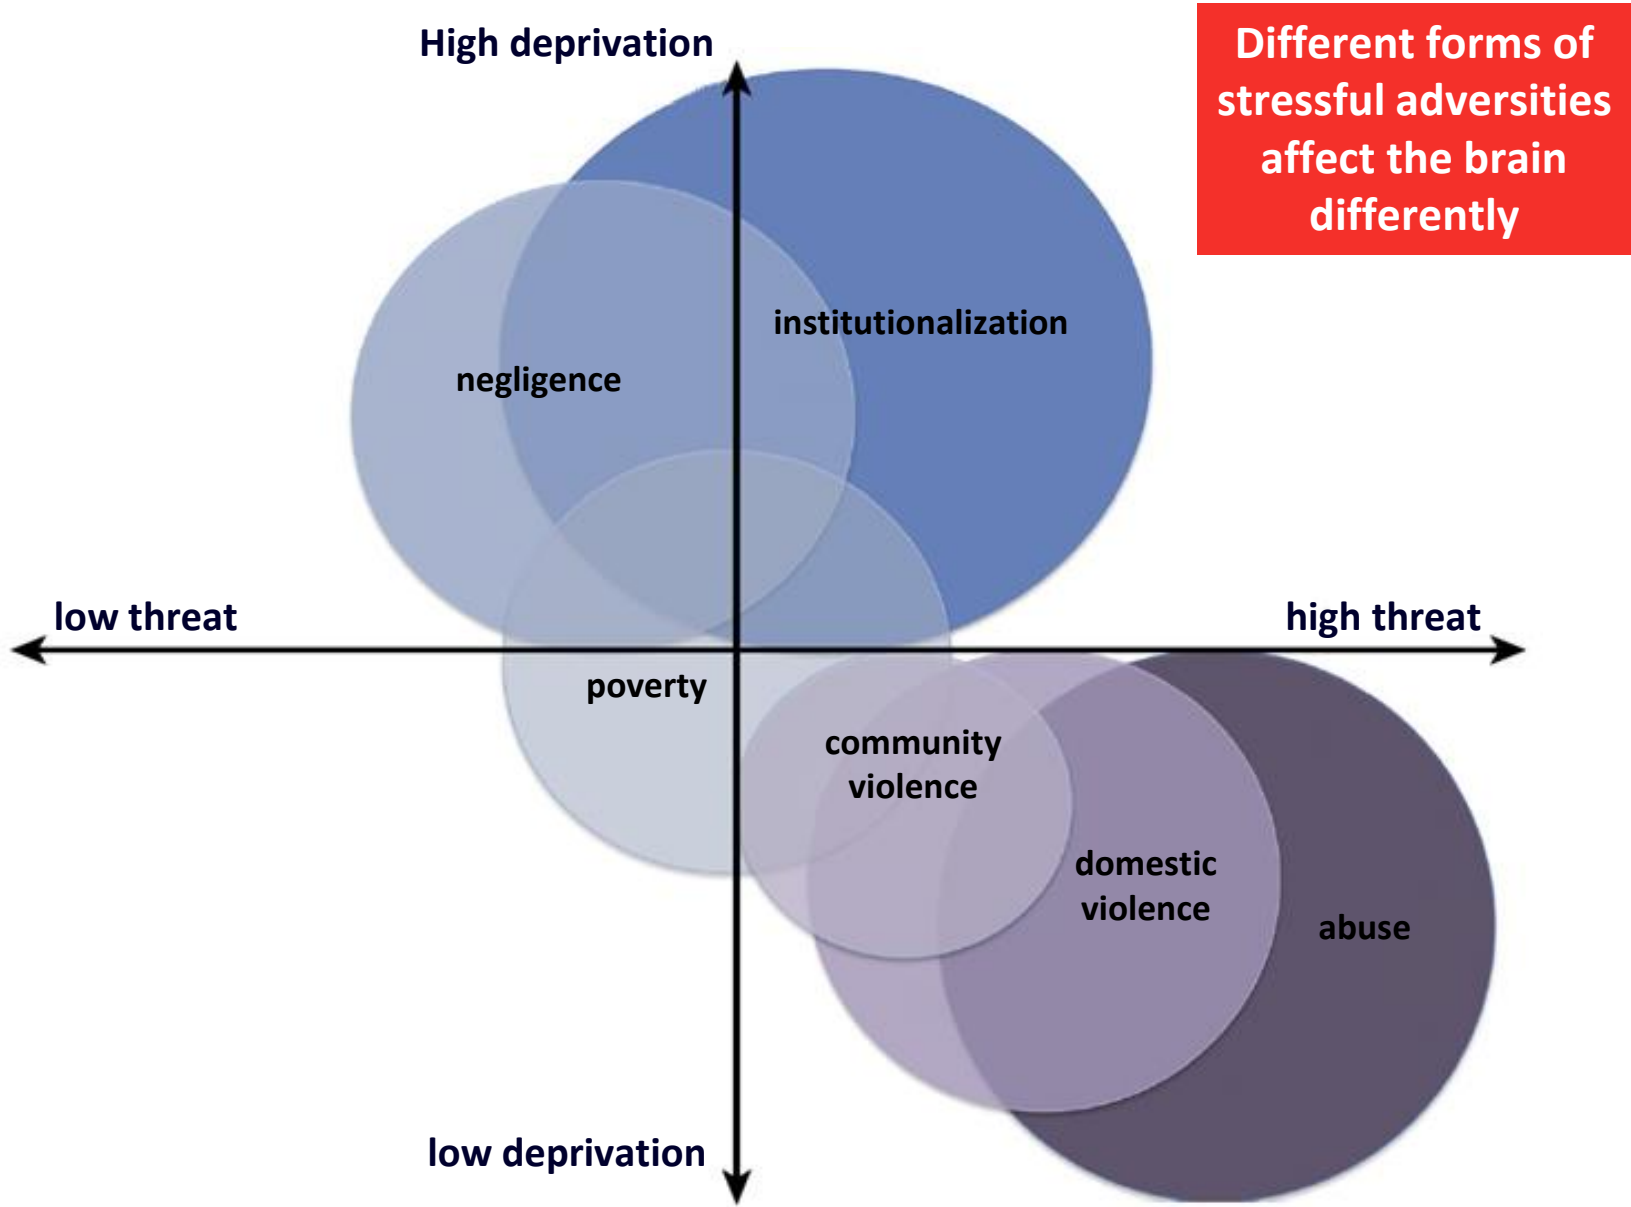 High deprivation
Different forms of
stressful adversities
affect the brain
differently
institutionalization
negligence
low threat
high threat
poverty
community
violence
domestic
violence
abuse
low deprivation